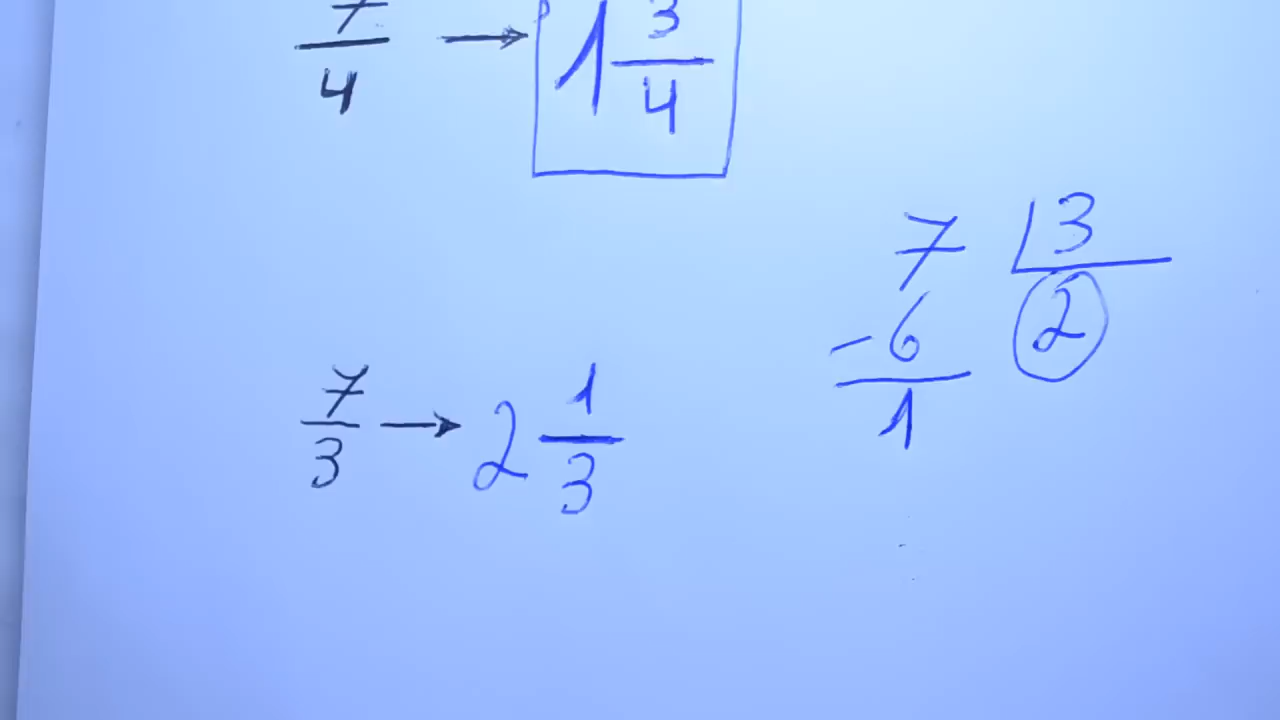 7/4 → 1 3/4
7 | 3
- 6 2
1
7/3 → 2 1/3